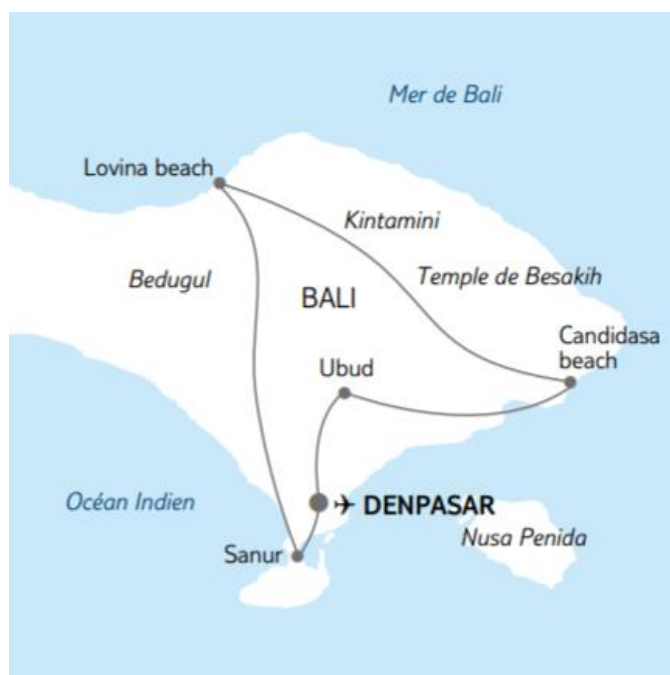 Mer de Bali
Lovina beach
Kintamini
Bedugul
Temple de Besakih
BALI
Candidasa
beach
Ubud
Océan Indien
DENPASAR
Nusa Penida
Sanur